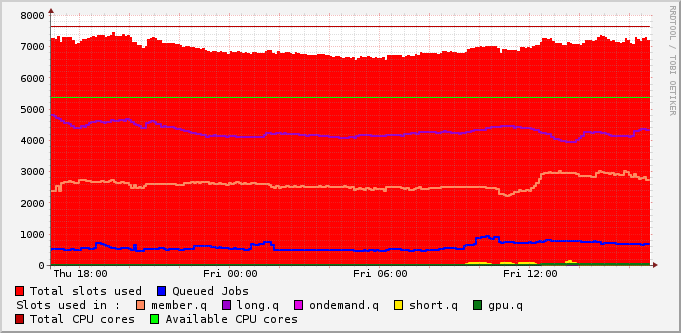 RRDTOOL / TOBI OETIKER
8000
7000
6000
5000
4000
3000
2000
1000
0
Thu 18:00 Fri 00:00 Fri 06:00 Fri 12:00
Total slots used Queued Jobs
Slots used in : member.q long.q ondemand.q short.q gpu.q
Total CPU cores Available CPU cores